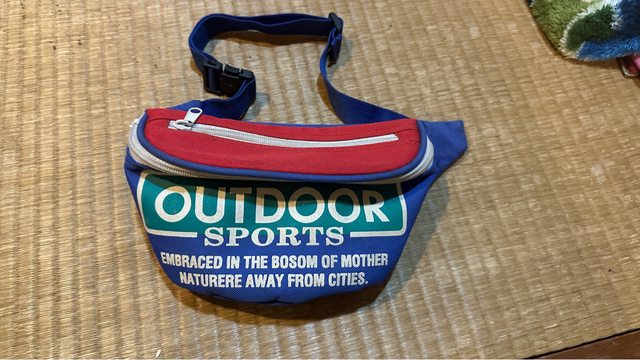 OUTDOOR
SPORTS
EMBRACED IN THE BOSOM OF MOTHER
NATURERE AWAY FROM CITIES.